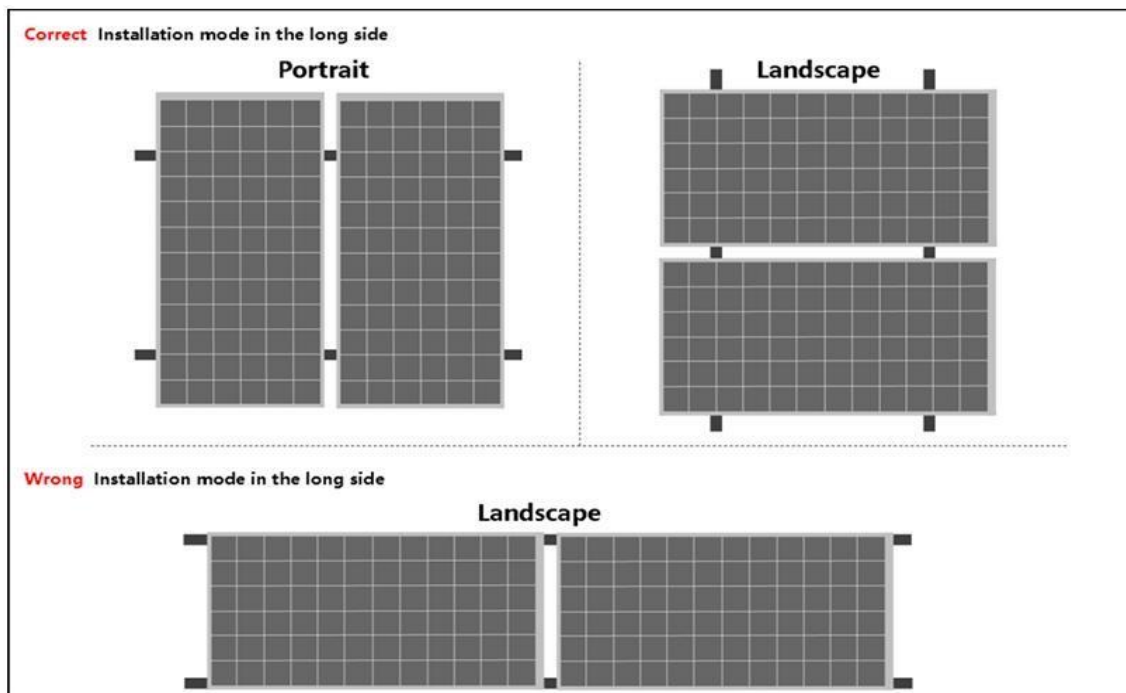 Correct Installation mode in the long side
Portrait
Landscape
Wrong Installation mode in the long side
Landscape